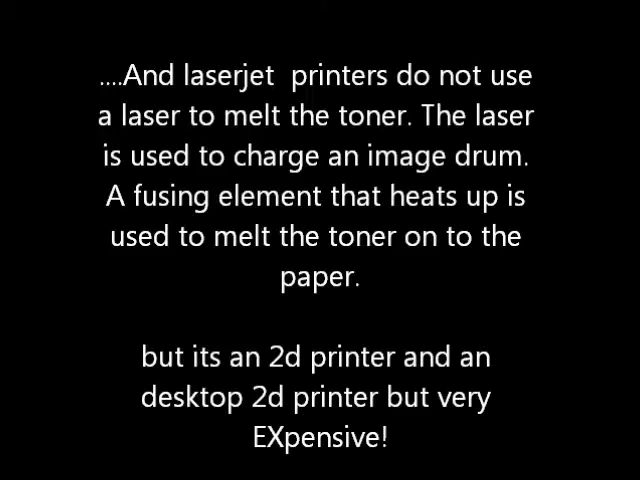 ....And laserjet  printers do not use
a laser to melt the toner. The laser
is used to charge an image drum.
A fusing element that heats up is
used to melt the toner on to the
paper.
but its an 2d printer and an
desktop 2d printer but very
EXpensive!